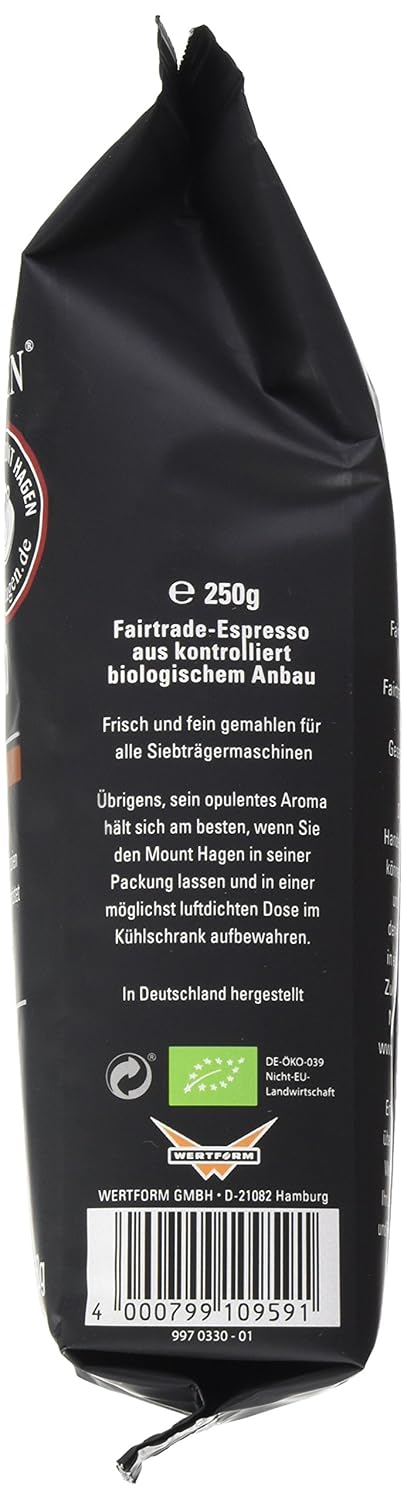 ℮ 250g
Fairtrade-Espresso
aus kontrolliert
biologischem Anbau
Frisch und fein gemahlen für
alle Siebträgermaschinen
Übrigens, sein opulentes Aroma
hält sich am besten, wenn Sie
den Mount Hagen in seiner
Packung lassen und in einer
möglichst luftdichten Dose im
Kühlschrank aufbewahren.
In Deutschland hergestellt
DE-ÖKO-039
Nicht-EU-
Landwirtschaft
WERTFORM
WERTFORM GMBH • D-21082 Hamburg
4 000799 109591
997 0330 - 01
HAGEN